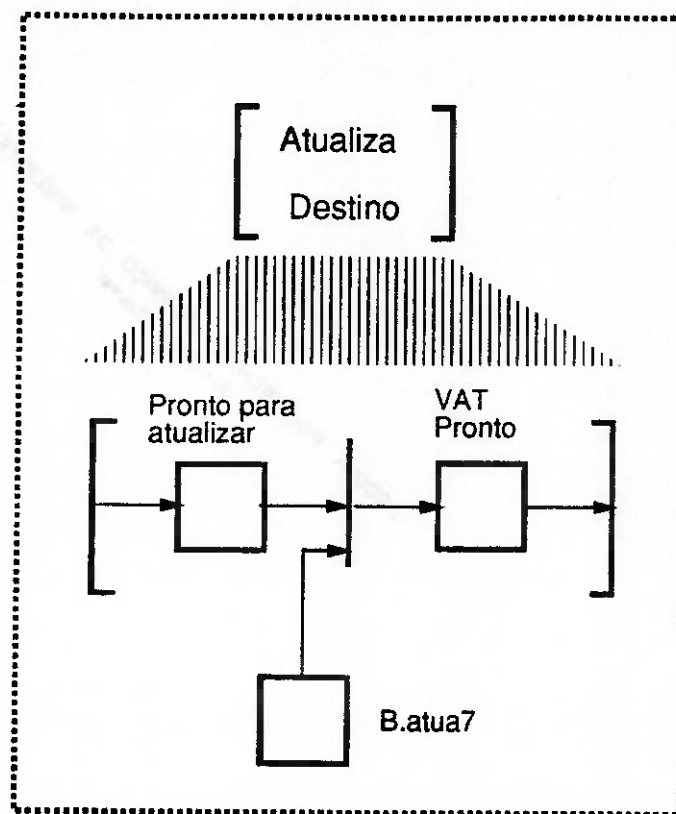 Atualiza
Destino
Pronto para
atualizar
VAT
Pronto
B.atua7